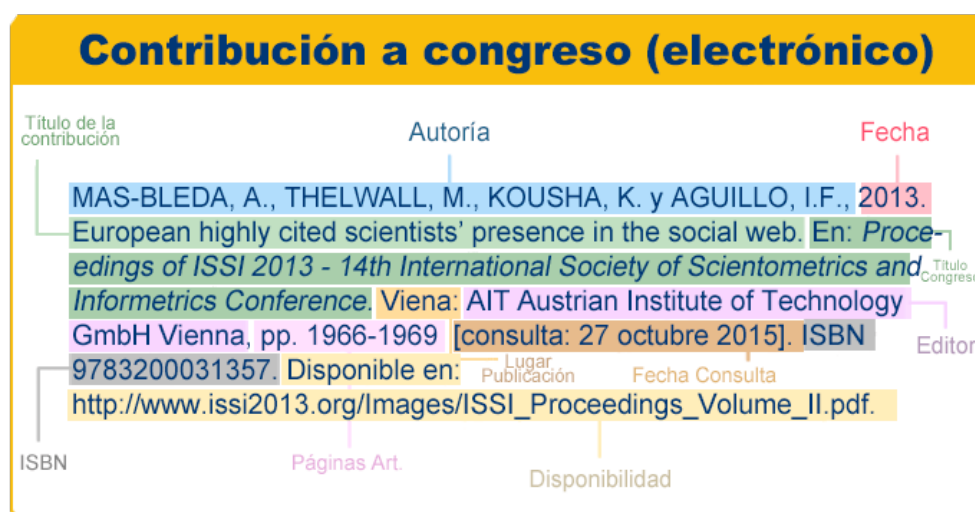 Contribución a congreso (electrónico)
Título de la
contribución
Autoría
Fecha
MAS-BLEDA, A., THELWALL, M., KOUSHA, K. y AGUILLO, I.F., 2013.
European highly cited scientists’ presence in the social web. En: Proce-
edings of ISSI 2013 - 14th International Society of Scientometrics and
Título
Congreso
Informetrics Conference. Viena: AIT Austrian Institute of Technology
GmbH Vienna, pp. 1966-1969 [consulta: 27 octubre 2015]. ISBN
Editor
9783200031357. Disponible en:
Lugar
Publicación
Fecha Consulta
http://www.issi2013.org/Images/ISSI_Proceedings_Volume_II.pdf.
ISBN
Páginas Art.
Disponibilidad